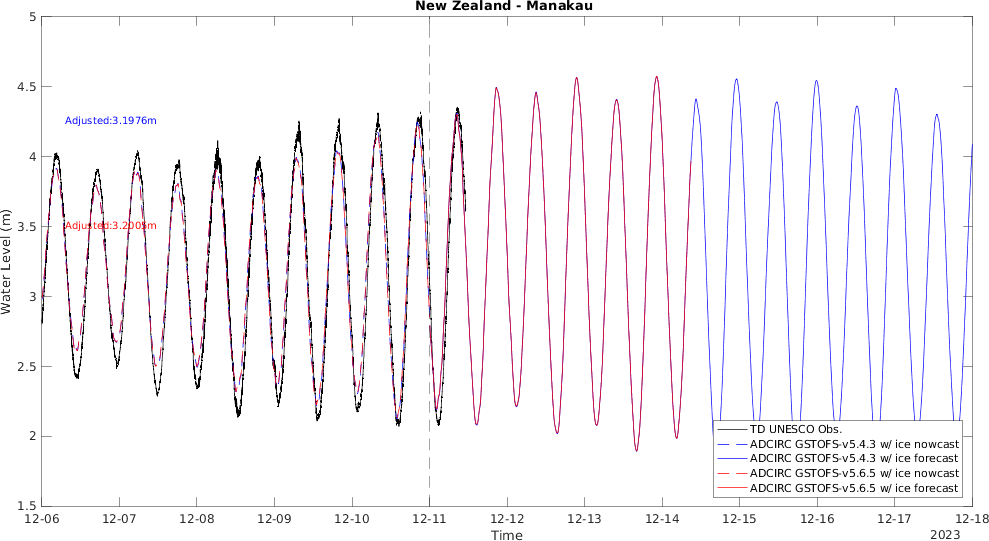 New Zealand - Manakau
5
4.5
4
3.5
3
2.5
2
1.5
Water Level (m)
Adjusted:3.1976m
Adjusted:3.2005m
TD UNESCO Obs.
ADCIRC GSTOFS-v5.4.3 w/ ice nowcast
ADCIRC GSTOFS-v5.4.3 w/ ice forecast
ADCIRC GSTOFS-v5.6.5 w/ ice nowcast
ADCIRC GSTOFS-v5.6.5 w/ ice forecast
12-06 12-07 12-08 12-09 12-10 12-11 12-12 12-13 12-14 12-15 12-16 12-17 12-18
Time
2023